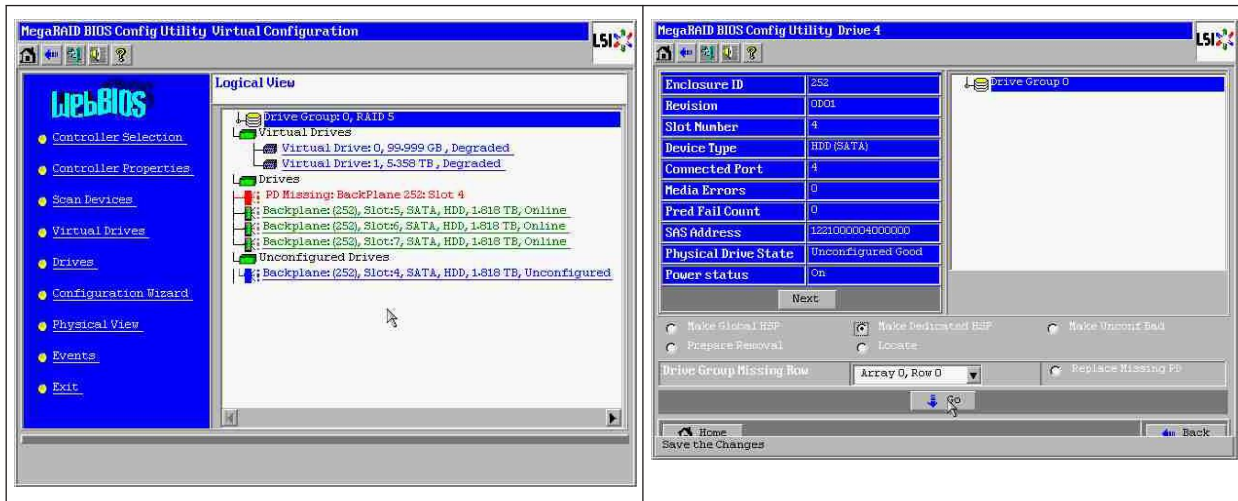 MegaRAID BIOS Config Utility Virtual Configuration
LSI
WebBIOS
Controller Selection
Controller Properties
Scan Devices
Virtual Drives
Drives
Configuration Wizard
Physical View
Events
Exit
Logical View
Drive Group: 0, RAID 5
Virtual Drives
Virtual Drive: 0, 99.999 GB, Degraded
Virtual Drive: 1, 5.358 TB, Degraded
Drives
PD Missing: BackPlane 252: Slot 4
Backplane: (252), Slot:5, SATA, HDD, 1.818 TB, Online
Backplane: (252), Slot:6, SATA, HDD, 1.818 TB, Online
Backplane: (252), Slot:7, SATA, HDD, 1.818 TB, Online
Unconfigured Drives
Backplane: (252), Slot:4, SATA, HDD, 1.818 TB, Unconfigured
MegaRAID BIOS Config Utility Drive 4
LSI
Enclosure ID 252
Revision 0D01
Slot Number 4
Device Type HDD (SATA)
Connected Port 4
Media Errors 0
Pred Fail Count 0
SAS Address 1221000004000000
Physical Drive State Unconfigured Good
Power status On
Next
Drive Group 0
Make Global HSP Make Dedicated HSP Make Unconf Bad
Prepare Removal Locate
Drive Group Missing Row Array 0, Row 0 Replace Missing PD
Go
Home Back
Save the Changes